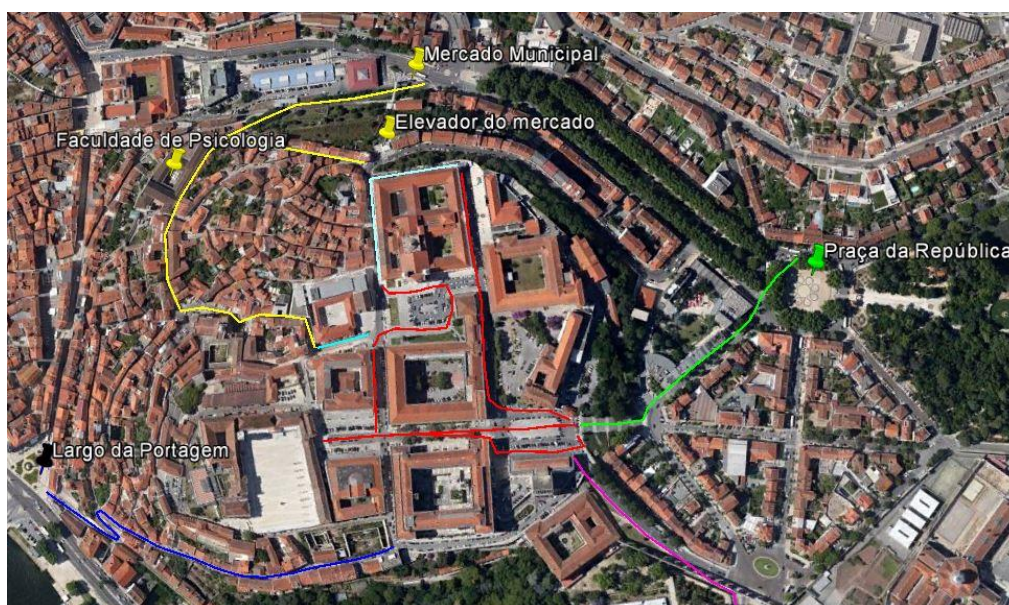 Mercado Municipal
Elevador do mercado
Faculdade de Psicologia
Praça da República
Largo da Portagem